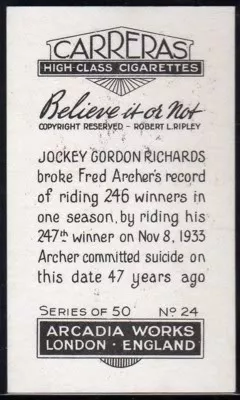 CARRERAS
HIGH-CLASS CIGARETTES
Believe it or Not
COPYRIGHT RESERVED - ROBERT L. RIPLEY
JOCKEY GORDON RICHARDS
broke Fred Archer's record
of riding 246 winners in
one season, by riding his
247th winner on Nov 8, 1933
Archer committed suicide on
this date 47 years ago
SERIES OF 50 No 24
ARCADIA WORKS
LONDON · ENGLAND